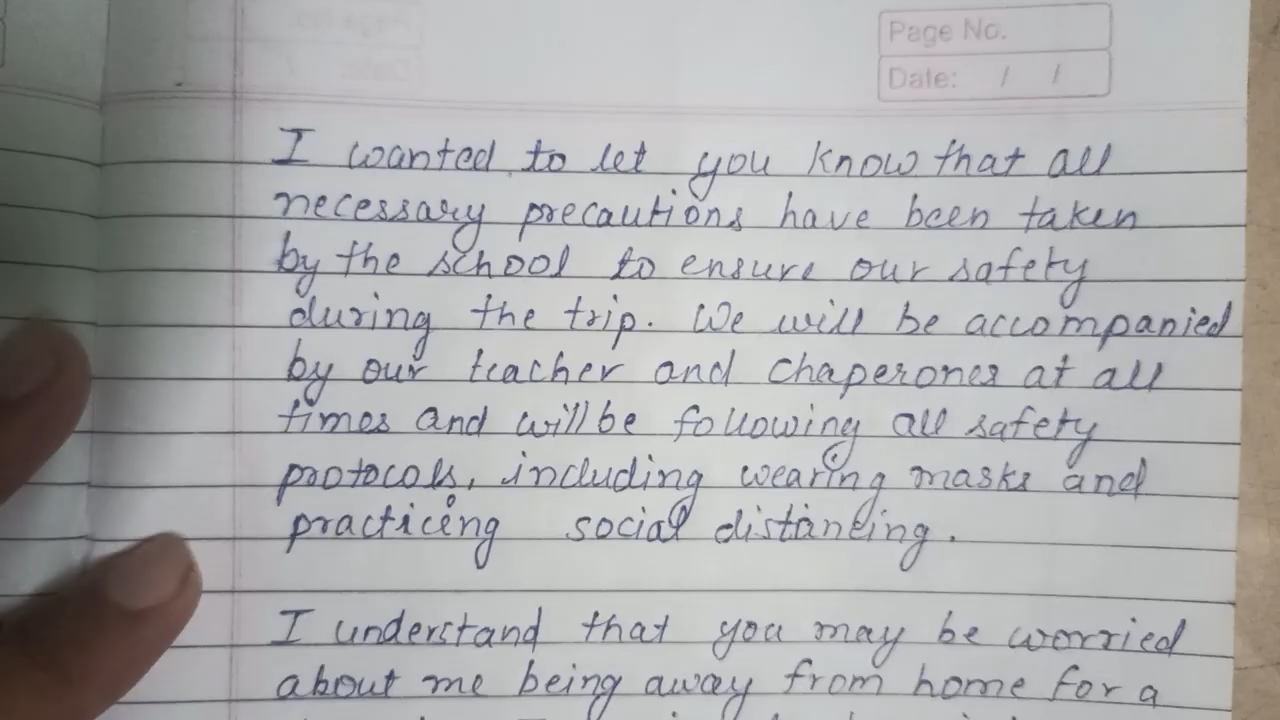 Page No.
Date: / /
I wanted to let you know that all
necessary precautions have been taken
by the school to ensure our safety
during the trip. We will be accompanied
by our teacher and chaperones at all
times and will be following all safety
protocols, including wearing masks and
practicing social distancing.
I understand that you may be worried
about me being away from home for a